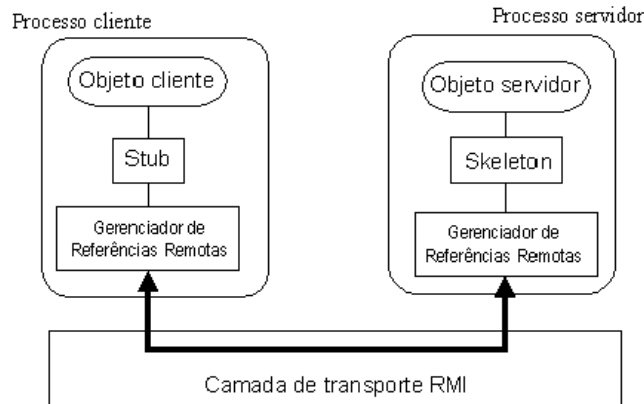 Processo cliente
Processo servidor
Objeto cliente
Objeto servidor
Stub
Skeleton
Gerenciador de
Referências Remotas
Gerenciador de
Referências Remotas
Camada de transporte RMI